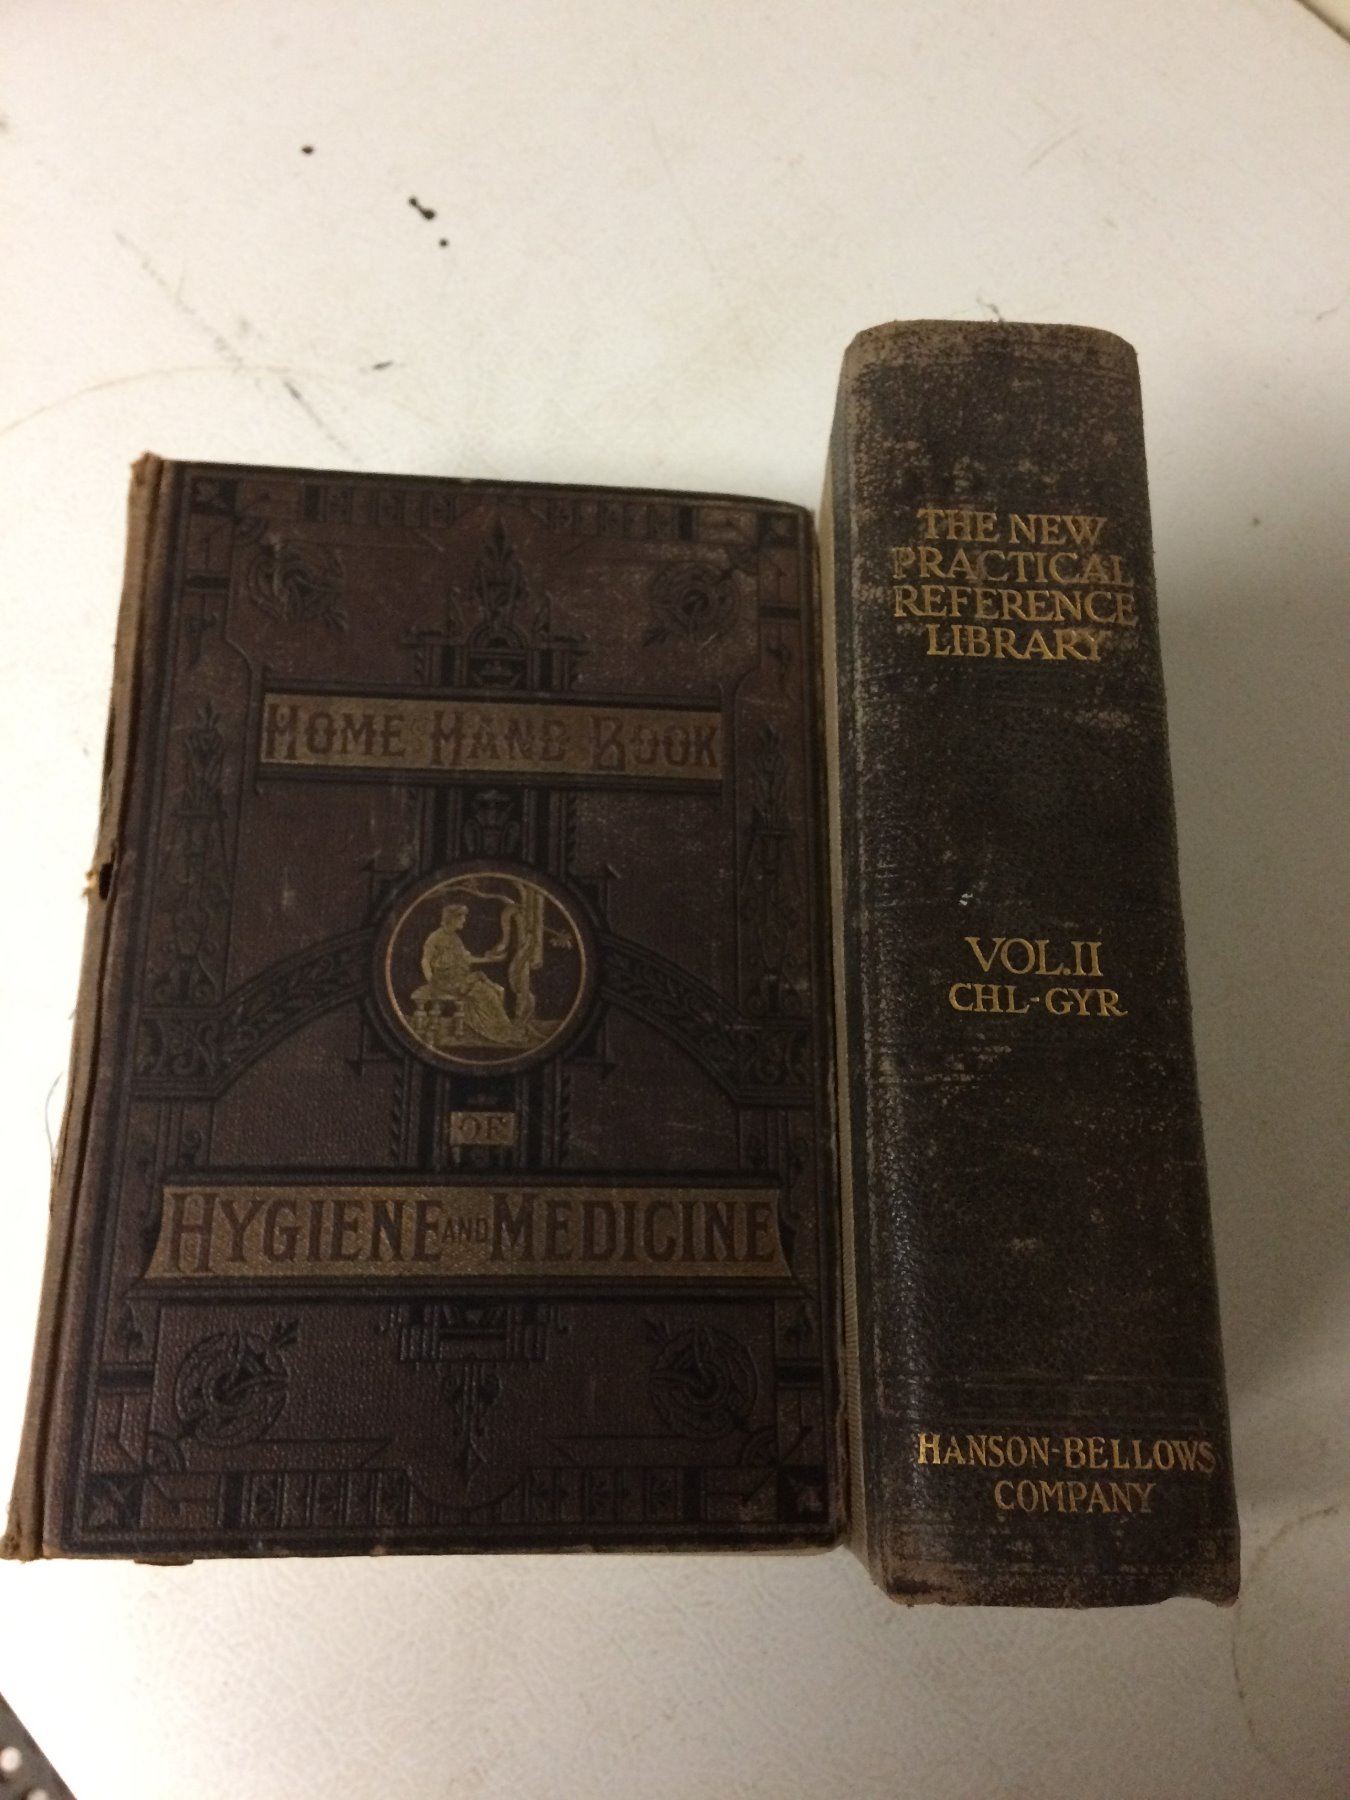 HOME HAND BOOK
OF
HYGIENE AND MEDICINE
THE NEW
PRACTICAL
REFERENCE
LIBRARY
VOL.II
CHL-GYR
HANSON-BELLOWS
COMPANY